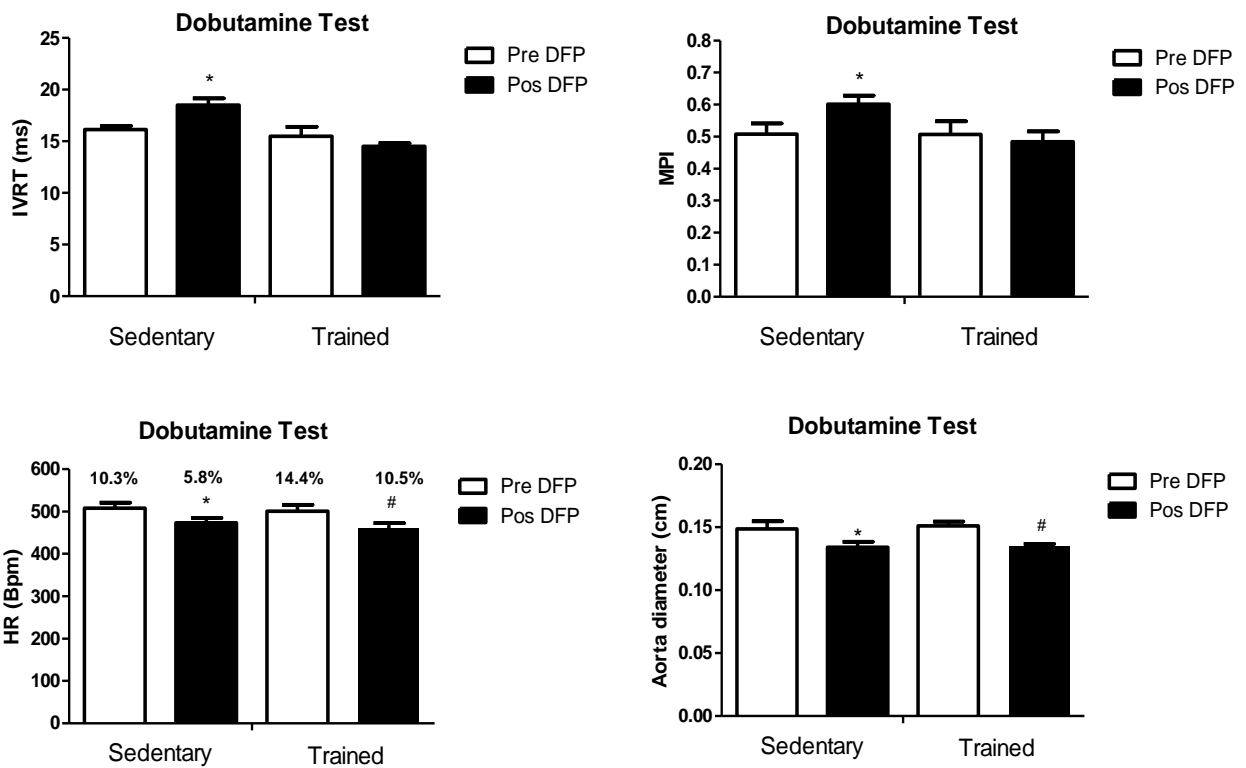 Dobutamine Test
25
20
15
10
5
0
IVRT (ms)
*
Pre DFP
Pos DFP
Sedentary Trained
Dobutamine Test
0.8
0.7
0.6
0.5
0.4
0.3
0.2
0.1
0.0
MPI
*
Pre DFP
Pos DFP
Sedentary Trained
Dobutamine Test
600
500
400
300
200
100
0
HR (Bpm)
10.3% 5.8% 14.4% 10.5%
* #
Pre DFP
Pos DFP
Sedentary Trained
Dobutamine Test
0.20
0.15
0.10
0.05
0.00
Aorta diameter (cm)
* #
Pre DFP
Pos DFP
Sedentary Trained